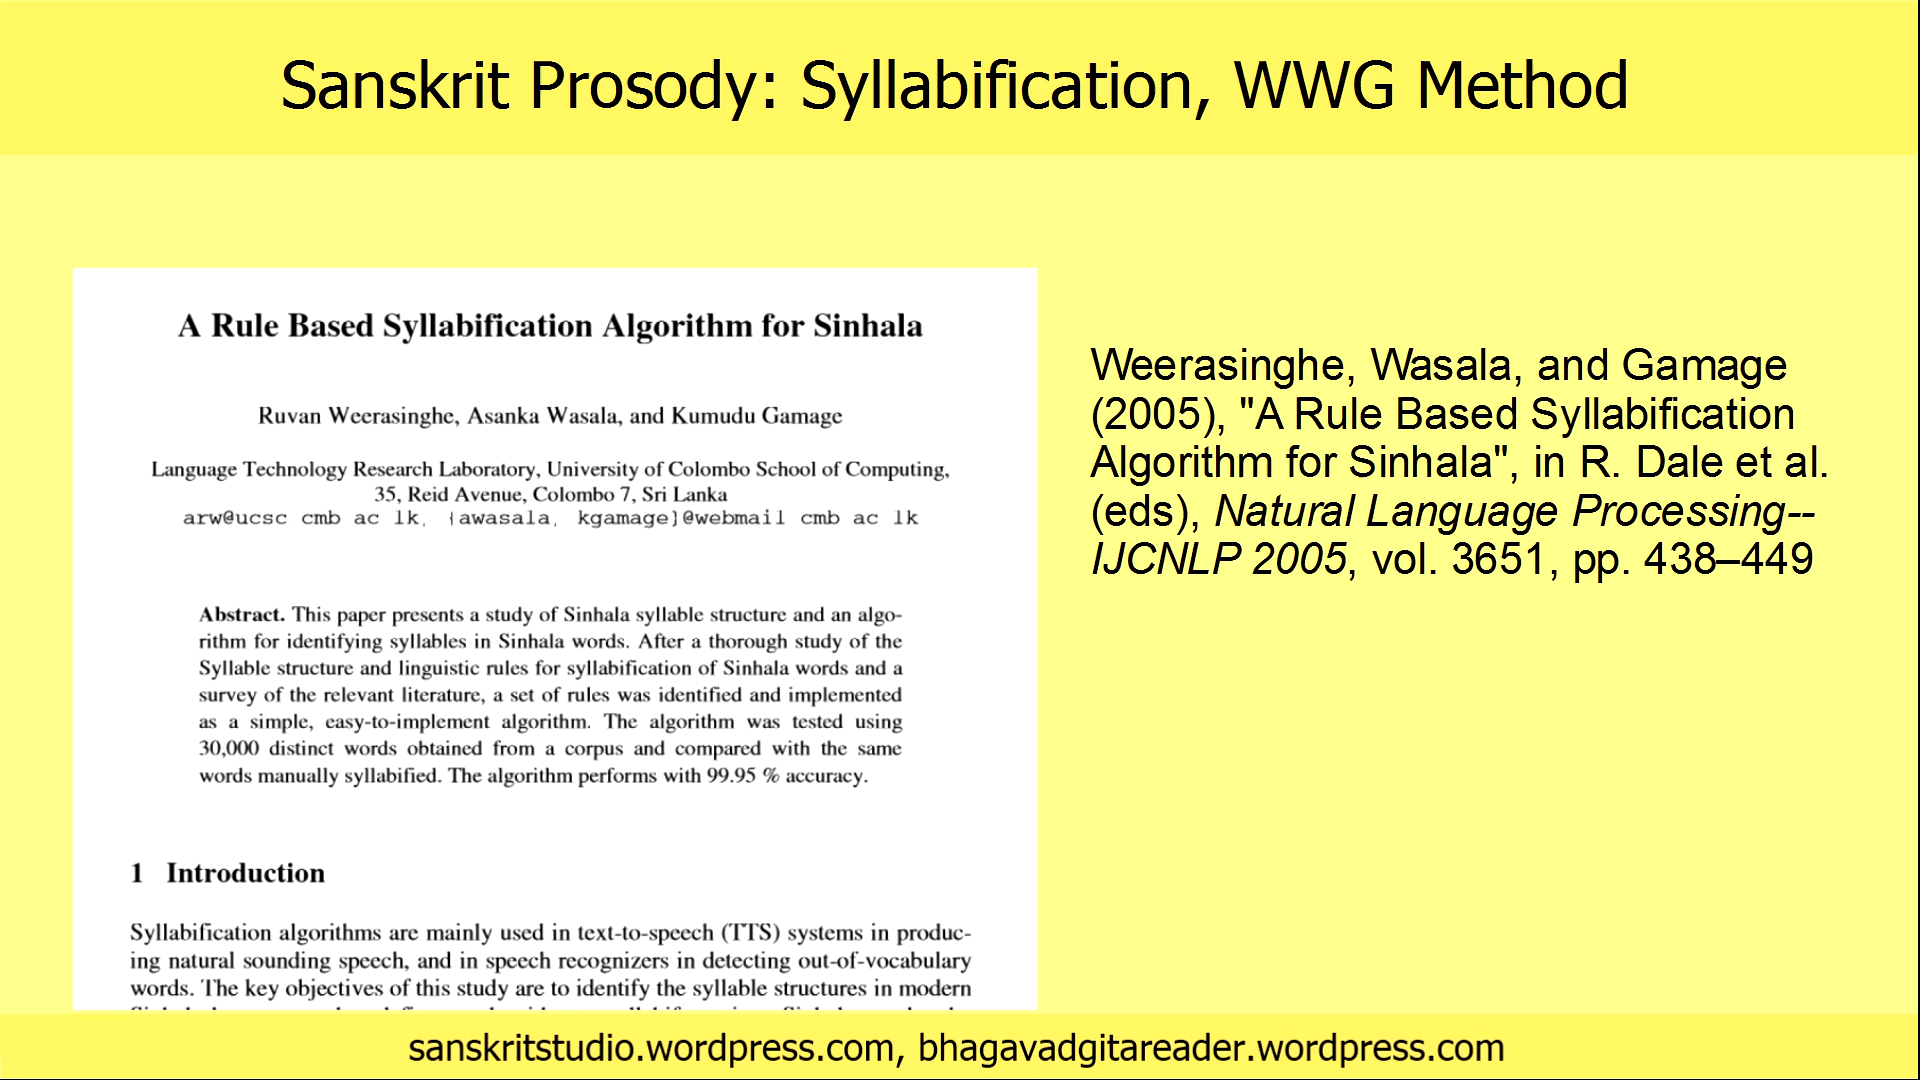 Sanskrit Prosody: Syllabification, WWG Method
A Rule Based Syllabification Algorithm for Sinhala
Ruvan Weerasinghe, Asanka Wasala, and Kumudu Gamage
Language Technology Research Laboratory, University of Colombo School of Computing,
35, Reid Avenue, Colombo 7, Sri Lanka
arw@ucsc cmb ac lk, {awasala, kgamage}@webmail cmb ac lk
Abstract. This paper presents a study of Sinhala syllable structure and an algo-
rithm for identifying syllables in Sinhala words. After a thorough study of the
Syllable structure and linguistic rules for syllabification of Sinhala words and a
survey of the relevant literature, a set of rules was identified and implemented
as a simple, easy-to-implement algorithm. The algorithm was tested using
30,000 distinct words obtained from a corpus and compared with the same
words manually syllabified. The algorithm performs with 99.95 % accuracy.
1 Introduction
Syllabification algorithms are mainly used in text-to-speech (TTS) systems in produc-
ing natural sounding speech, and in speech recognizers in detecting out-of-vocabulary
words. The key objectives of this study are to identify the syllable structures in modern
Weerasinghe, Wasala, and Gamage
(2005), "A Rule Based Syllabification
Algorithm for Sinhala", in R. Dale et al.
(eds), Natural Language Processing--
IJCNLP 2005, vol. 3651, pp. 438–449
sanskritstudio.wordpress.com, bhagavadgitareader.wordpress.com